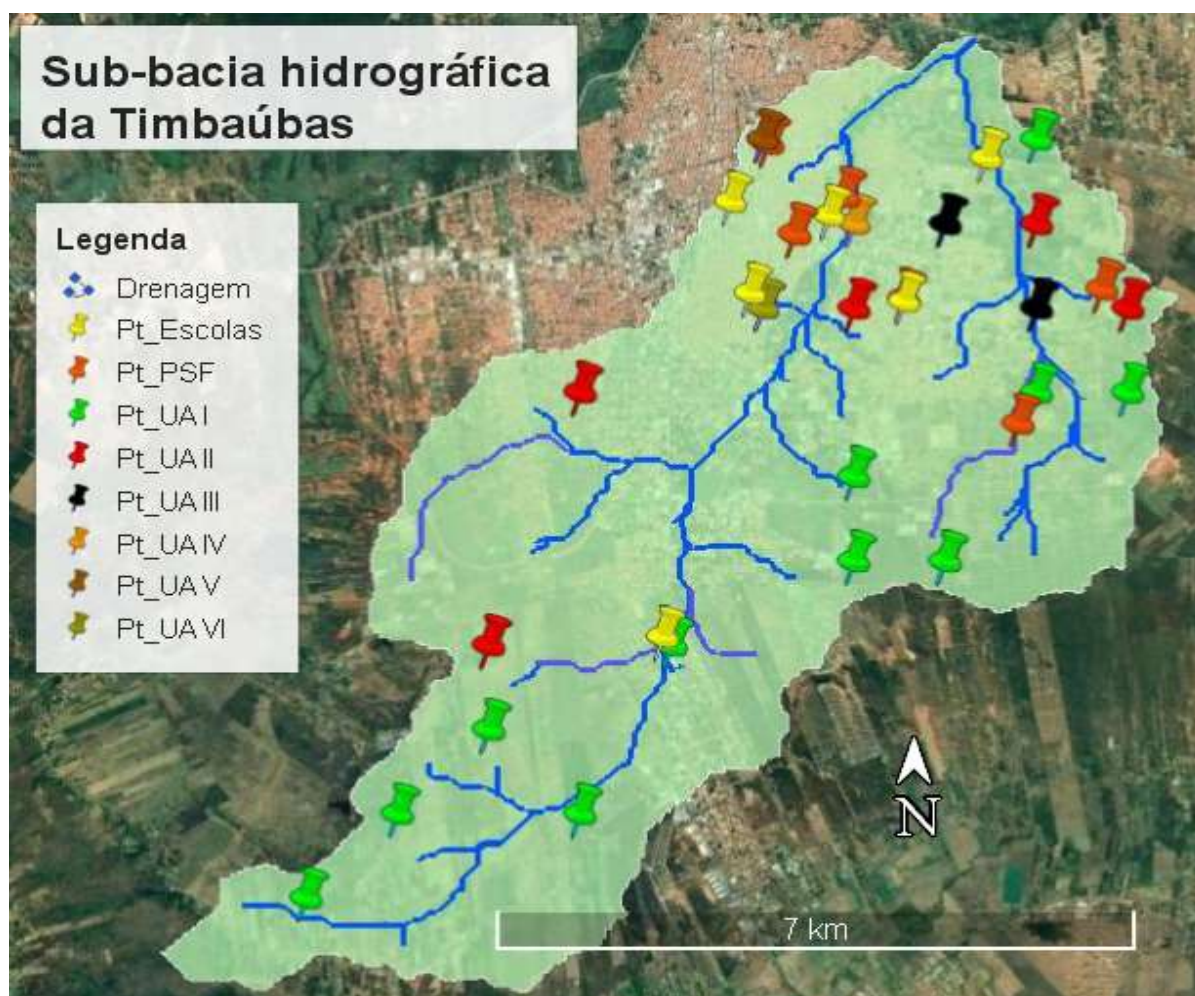 Sub-bacia hidrográfica
da Timbaúbas
Legenda
Drenagem
Pt_Escolas
Pt_PSF
Pt_UA I
Pt_UA II
Pt_UA III
Pt_UA IV
Pt_UA V
Pt_UA VI
N
7 km